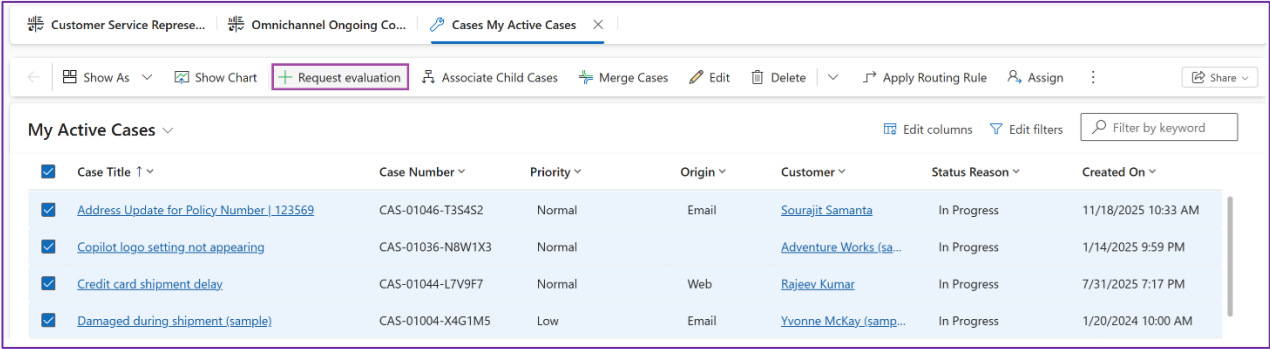 Customer Service Represe... Omnichannel Ongoing Co... Cases My Active Cases
Show As Show Chart Request evaluation Associate Child Cases Merge Cases Edit Delete Apply Routing Rule Assign Share
My Active Cases Edit columns Edit filters Filter by keyword
Case Title ↑ Case Number Priority Origin Customer Status Reason Created On
Address Update for Policy Number | 123569 CAS-01046-T3S4S2 Normal Email Sourajit Samanta In Progress 11/18/2025 10:33 AM
Copilot logo setting not appearing CAS-01036-N8W1X3 Normal Adventure Works (sa... In Progress 1/14/2025 9:59 PM
Credit card shipment delay CAS-01044-L7V9F7 Normal Web Rajeev Kumar In Progress 7/31/2025 7:17 PM
Damaged during shipment (sample) CAS-01004-X4G1M5 Low Email Yvonne McKay (samp... In Progress 1/20/2024 10:00 AM